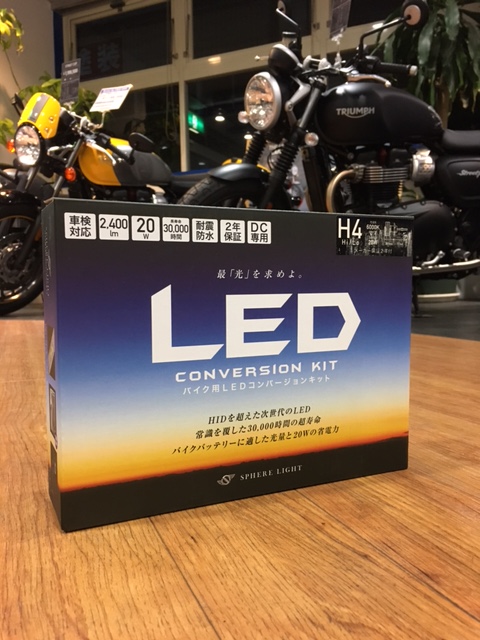 TRIUMPH
車検対応
2,400 lm
20 W
30,000 時間
耐震防水
2年保証
DC専用
H4
Hi/Lo
6000K
最「光」を求めよ。
LED
CONVERSION KIT
バイク用LEDコンバージョンキット
HIDを超えた次世代のLED
常識を覆した30,000時間の超寿命
バイクバッテリーに適した光量と20Wの省電力
SPHERE LIGHT